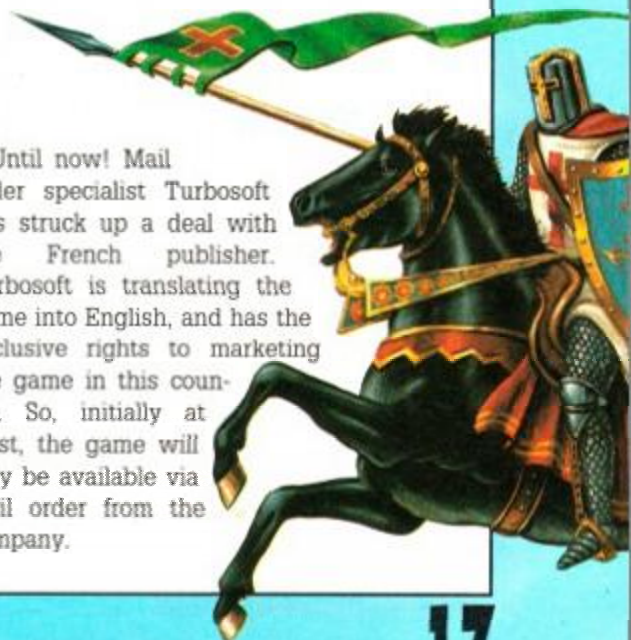 Until now! Mail
der specialist Turbosoft
s struck up a deal with
e French publisher.
rbosoft is translating the
me into English, and has the
clusive rights to marketing
e game in this coun-
. So, initially at
st, the game will
y be available via
il order from the
mpany.
17